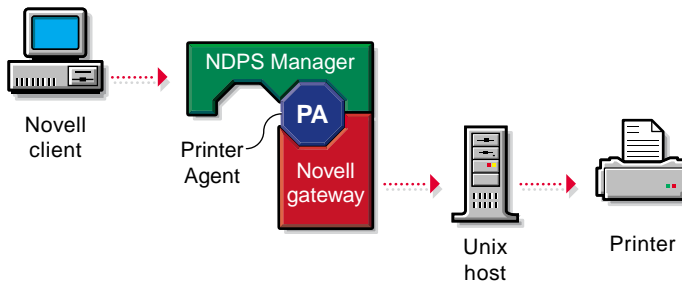 NDPS Manager
PA
Novell
client
Printer
Agent
Novell
gateway
Unix
host
Printer